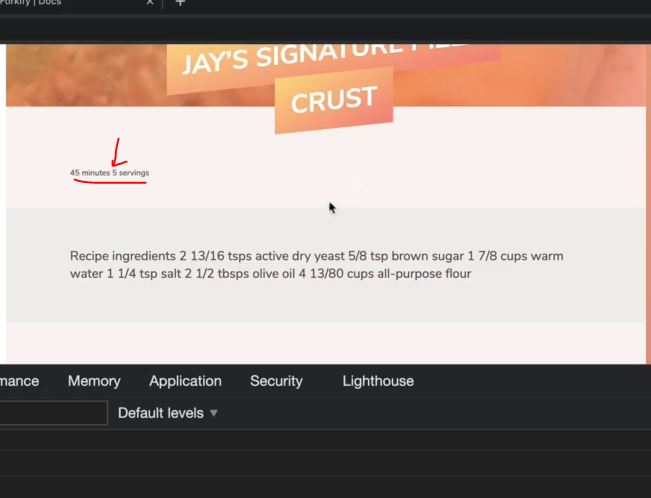 Forkify | Docs
JAY'S SIGNATURE PIZZA
CRUST
45 minutes 5 servings
Recipe ingredients 2 13/16 tsps active dry yeast 5/8 tsp brown sugar 1 7/8 cups warm
water 1 1/4 tsp salt 2 1/2 tbsps olive oil 4 13/80 cups all-purpose flour
mance Memory Application Security Lighthouse
Default levels